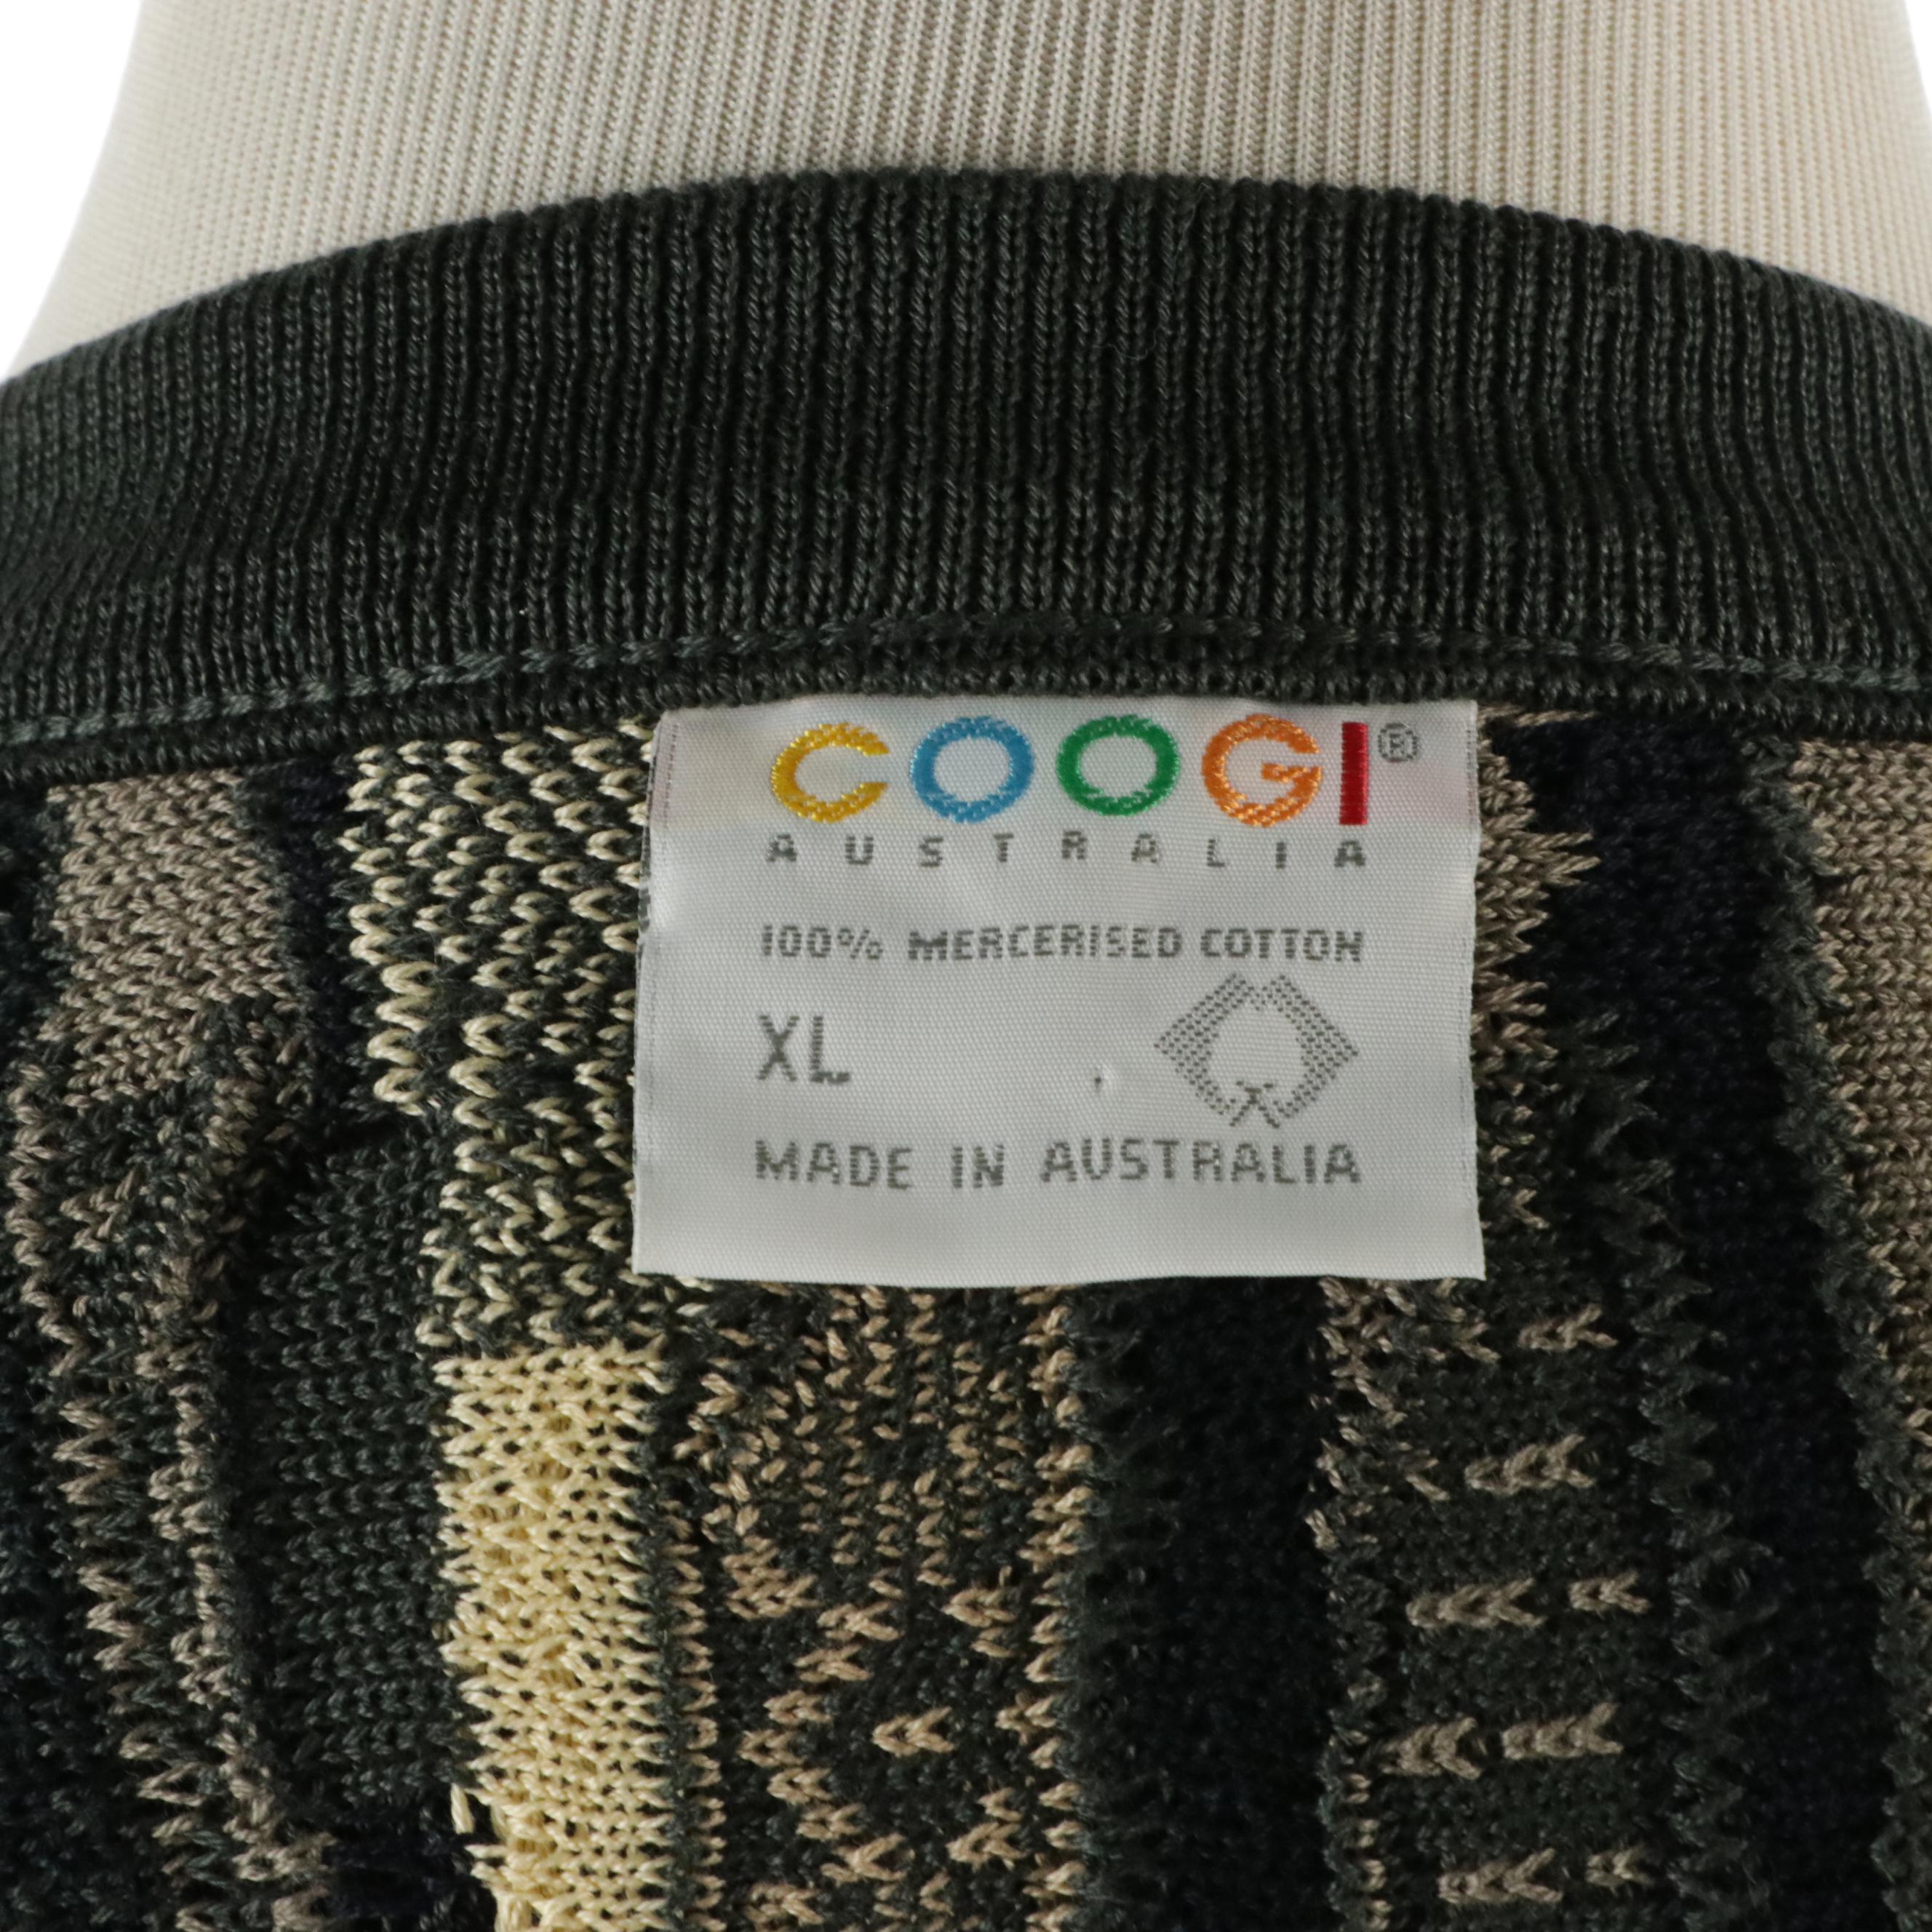 COOGI®
AUSTRALIA
100% MERCERISED COTTON
XL
MADE IN AUSTRALIA